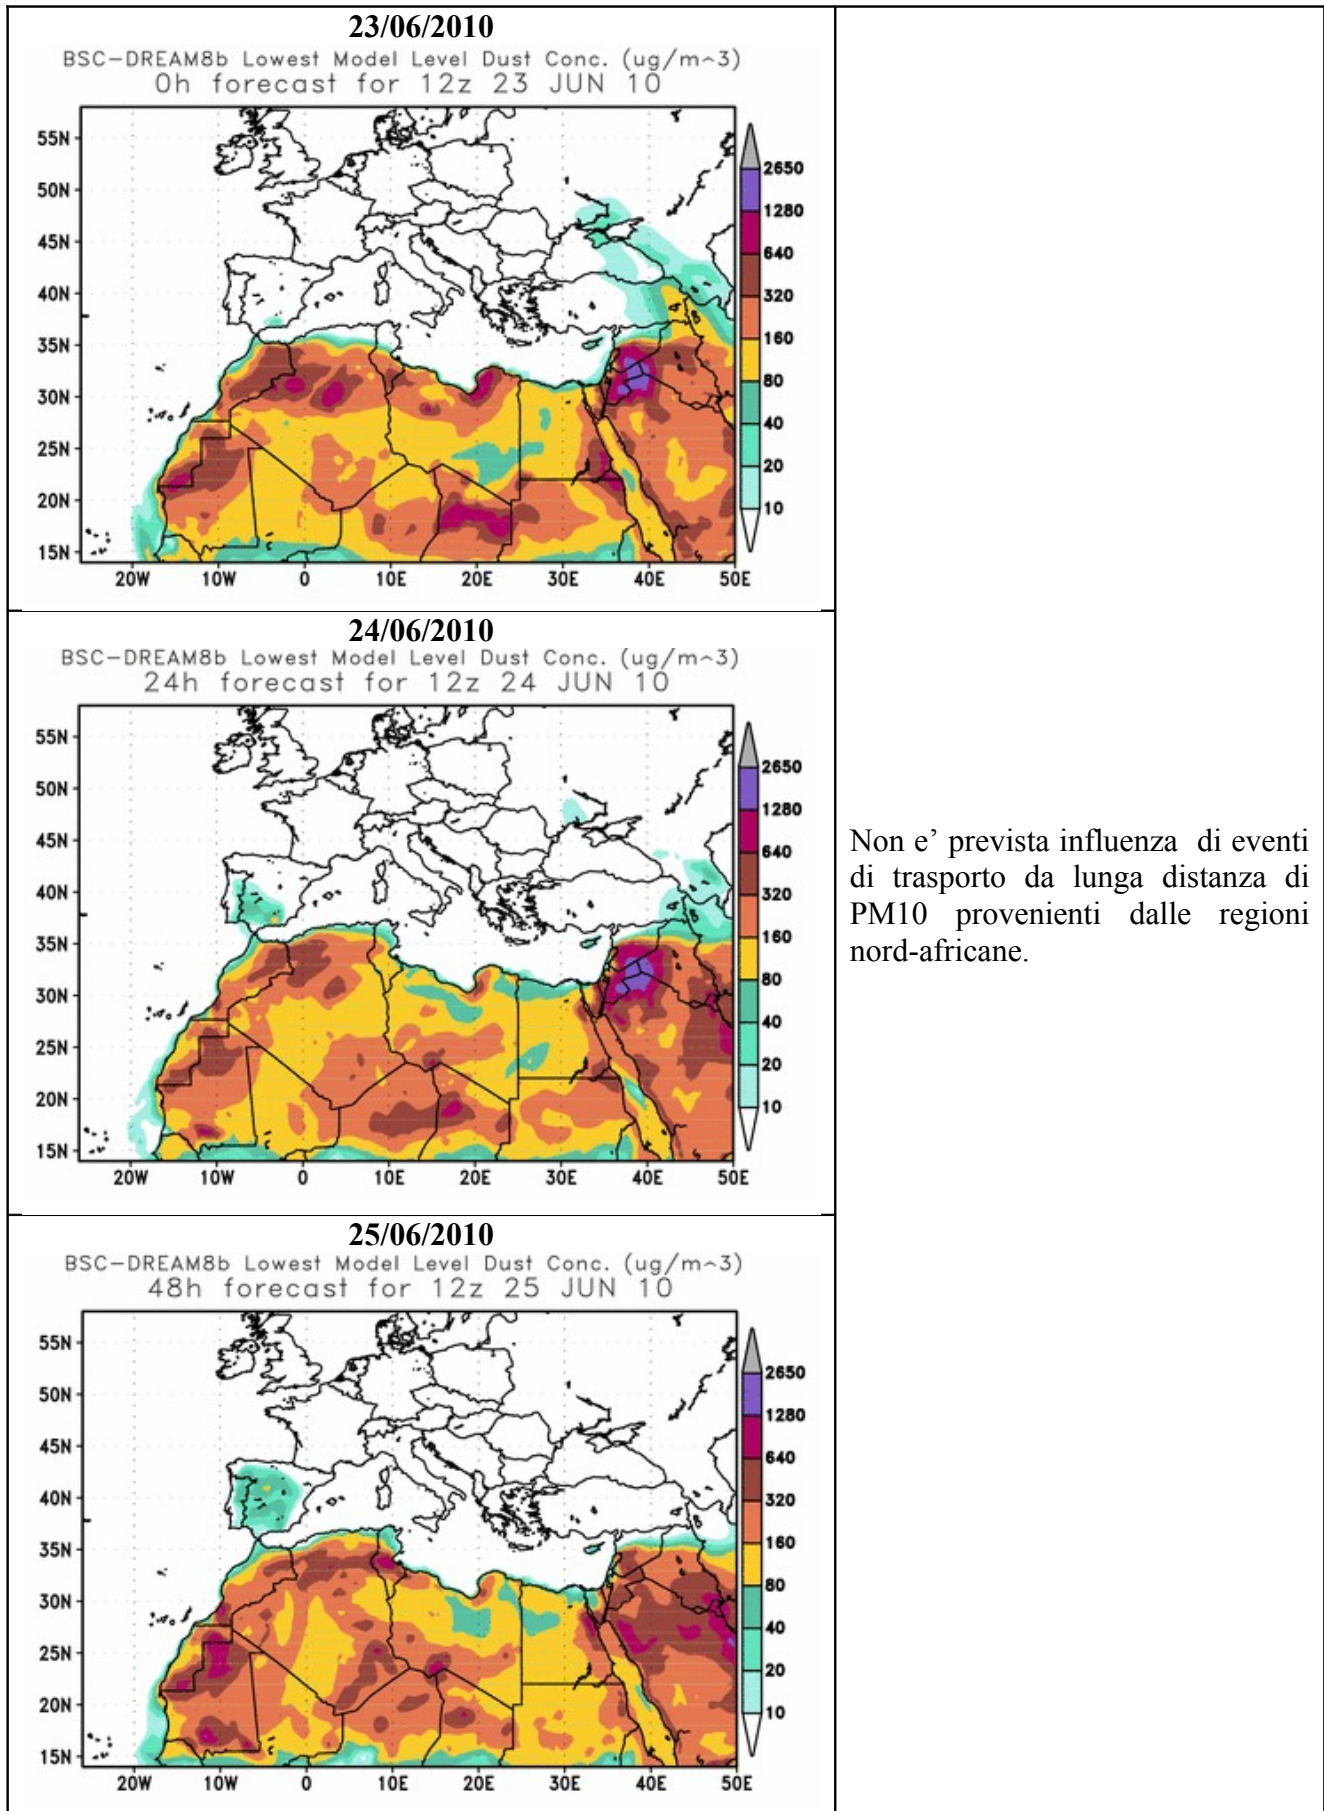 23/06/2010
BSC-DREAM8b Lowest Model Level Dust Conc. (ug/m^3)
0h forecast for 12z 23 JUN 10
55N
50N
45N
40N
35N
30N
25N
20N
15N
20W 10W 0 10E 20E 30E 40E 50E
2650
1280
640
320
160
80
40
20
10
24/06/2010
BSC-DREAM8b Lowest Model Level Dust Conc. (ug/m^3)
24h forecast for 12z 24 JUN 10
55N
50N
45N
40N
35N
30N
25N
20N
15N
20W 10W 0 10E 20E 30E 40E 50E
2650
1280
640
320
160
80
40
20
10
25/06/2010
BSC-DREAM8b Lowest Model Level Dust Conc. (ug/m^3)
48h forecast for 12z 25 JUN 10
55N
50N
45N
40N
35N
30N
25N
20N
15N
20W 10W 0 10E 20E 30E 40E 50E
2650
1280
640
320
160
80
40
20
10
Non e’ prevista influenza di eventi
di trasporto da lunga distanza di
PM10 provenienti dalle regioni
nord-africane.